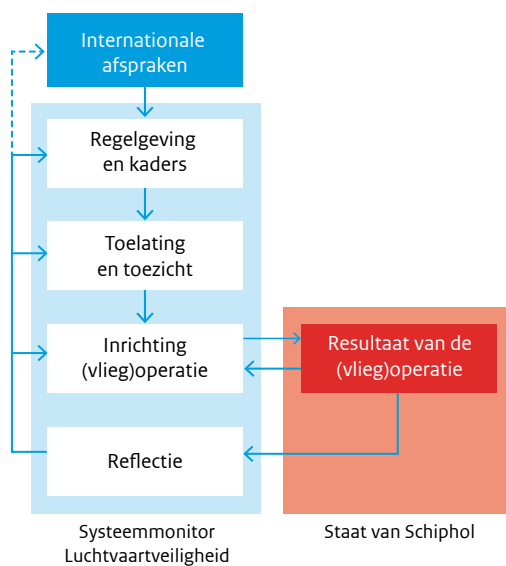 Internationale
afspraken
Regelgeving
en kaders
Toelating
en toezicht
Inrichting
(vlieg)operatie
Resultaat van de
(vlieg)operatie
Reflectie
Systeemmonitor
Luchtvaartveiligheid
Staat van Schiphol